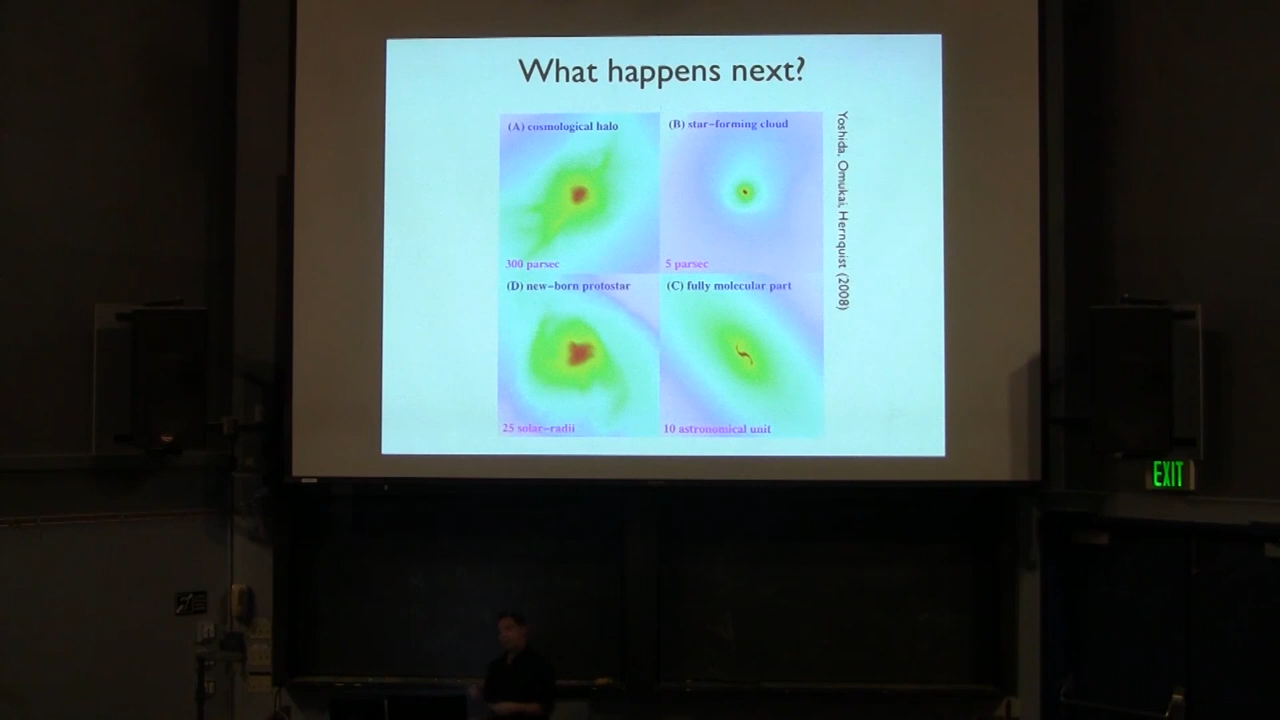 What happens next?
(A) cosmological halo
300 parsec
(B) star-forming cloud
5 parsec
(D) new-born protostar
25 solar-radii
(C) fully molecular part
10 astronomical unit
Yoshida, Omukai, Hernquist (2008)
EXIT